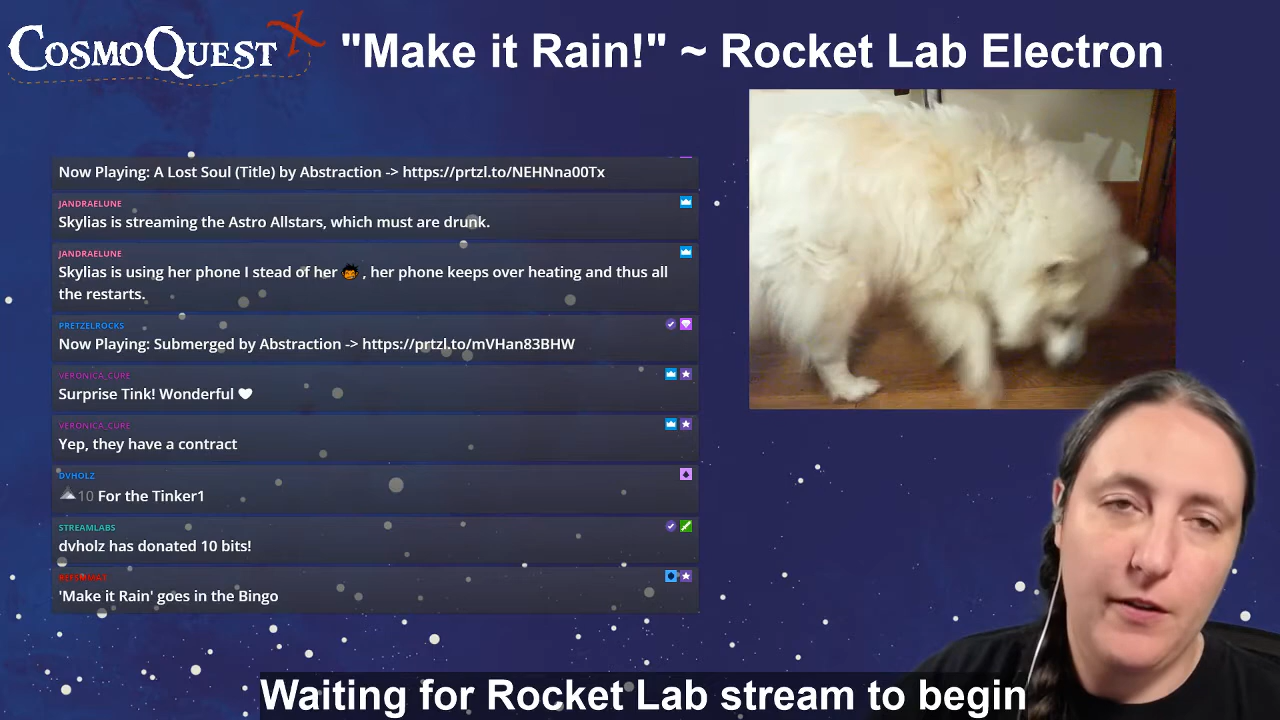 CosmoQuest X
"Make it Rain!" ~ Rocket Lab Electron
Now Playing: A Lost Soul (Title) by Abstraction -> https://prtzl.to/NEHNna00Tx
JANDRAELUNE
Skylias is streaming the Astro Allstars, which must are drunk.
JANDRAELUNE
Skylias is using her phone I stead of her , her phone keeps over heating and thus all
the restarts.
PRETZELROCKS
Now Playing: Submerged by Abstraction -> https://prtzl.to/mVHan83BHW
VERONICA_CURE
Surprise Tink! Wonderful
VERONICA_CURE
Yep, they have a contract
DVHOLZ
10 For the Tinker1
STREAMLABS
dvholz has donated 10 bits!
'Make it Rain' goes in the Bingo
Waiting for Rocket Lab stream to begin